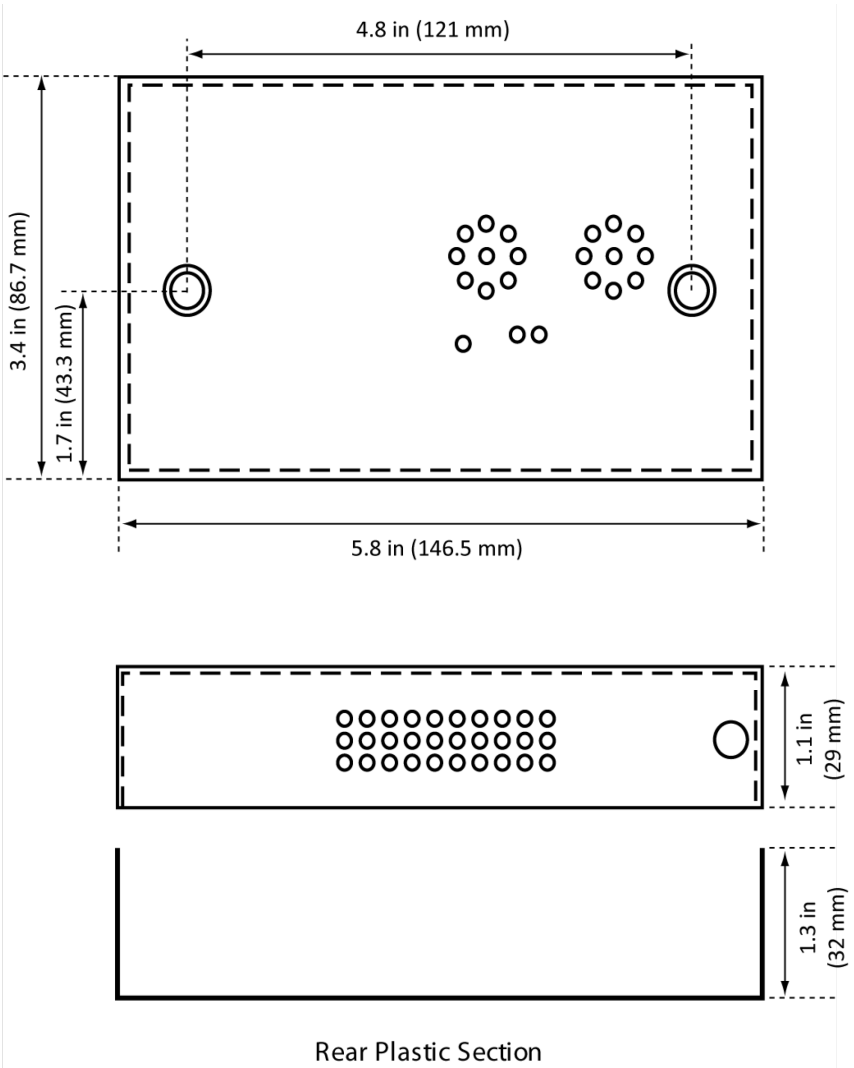 4.8 in (121 mm)
3.4 in (86.7 mm)
1.7 in (43.3 mm)
5.8 in (146.5 mm)
1.1 in
(29 mm)
1.3 in
(32 mm)
Rear Plastic Section